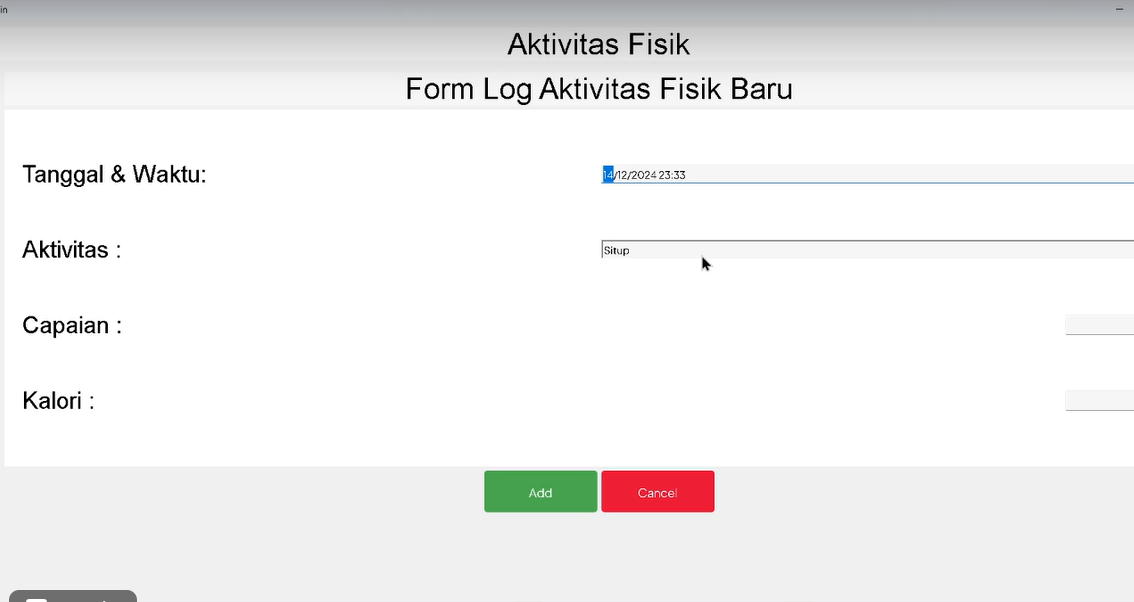 in
Aktivitas Fisik
Form Log Aktivitas Fisik Baru
Tanggal & Waktu:
14/12/2024 23:33
Aktivitas :
Situp
Capaian :
Kalori :
Add
Cancel